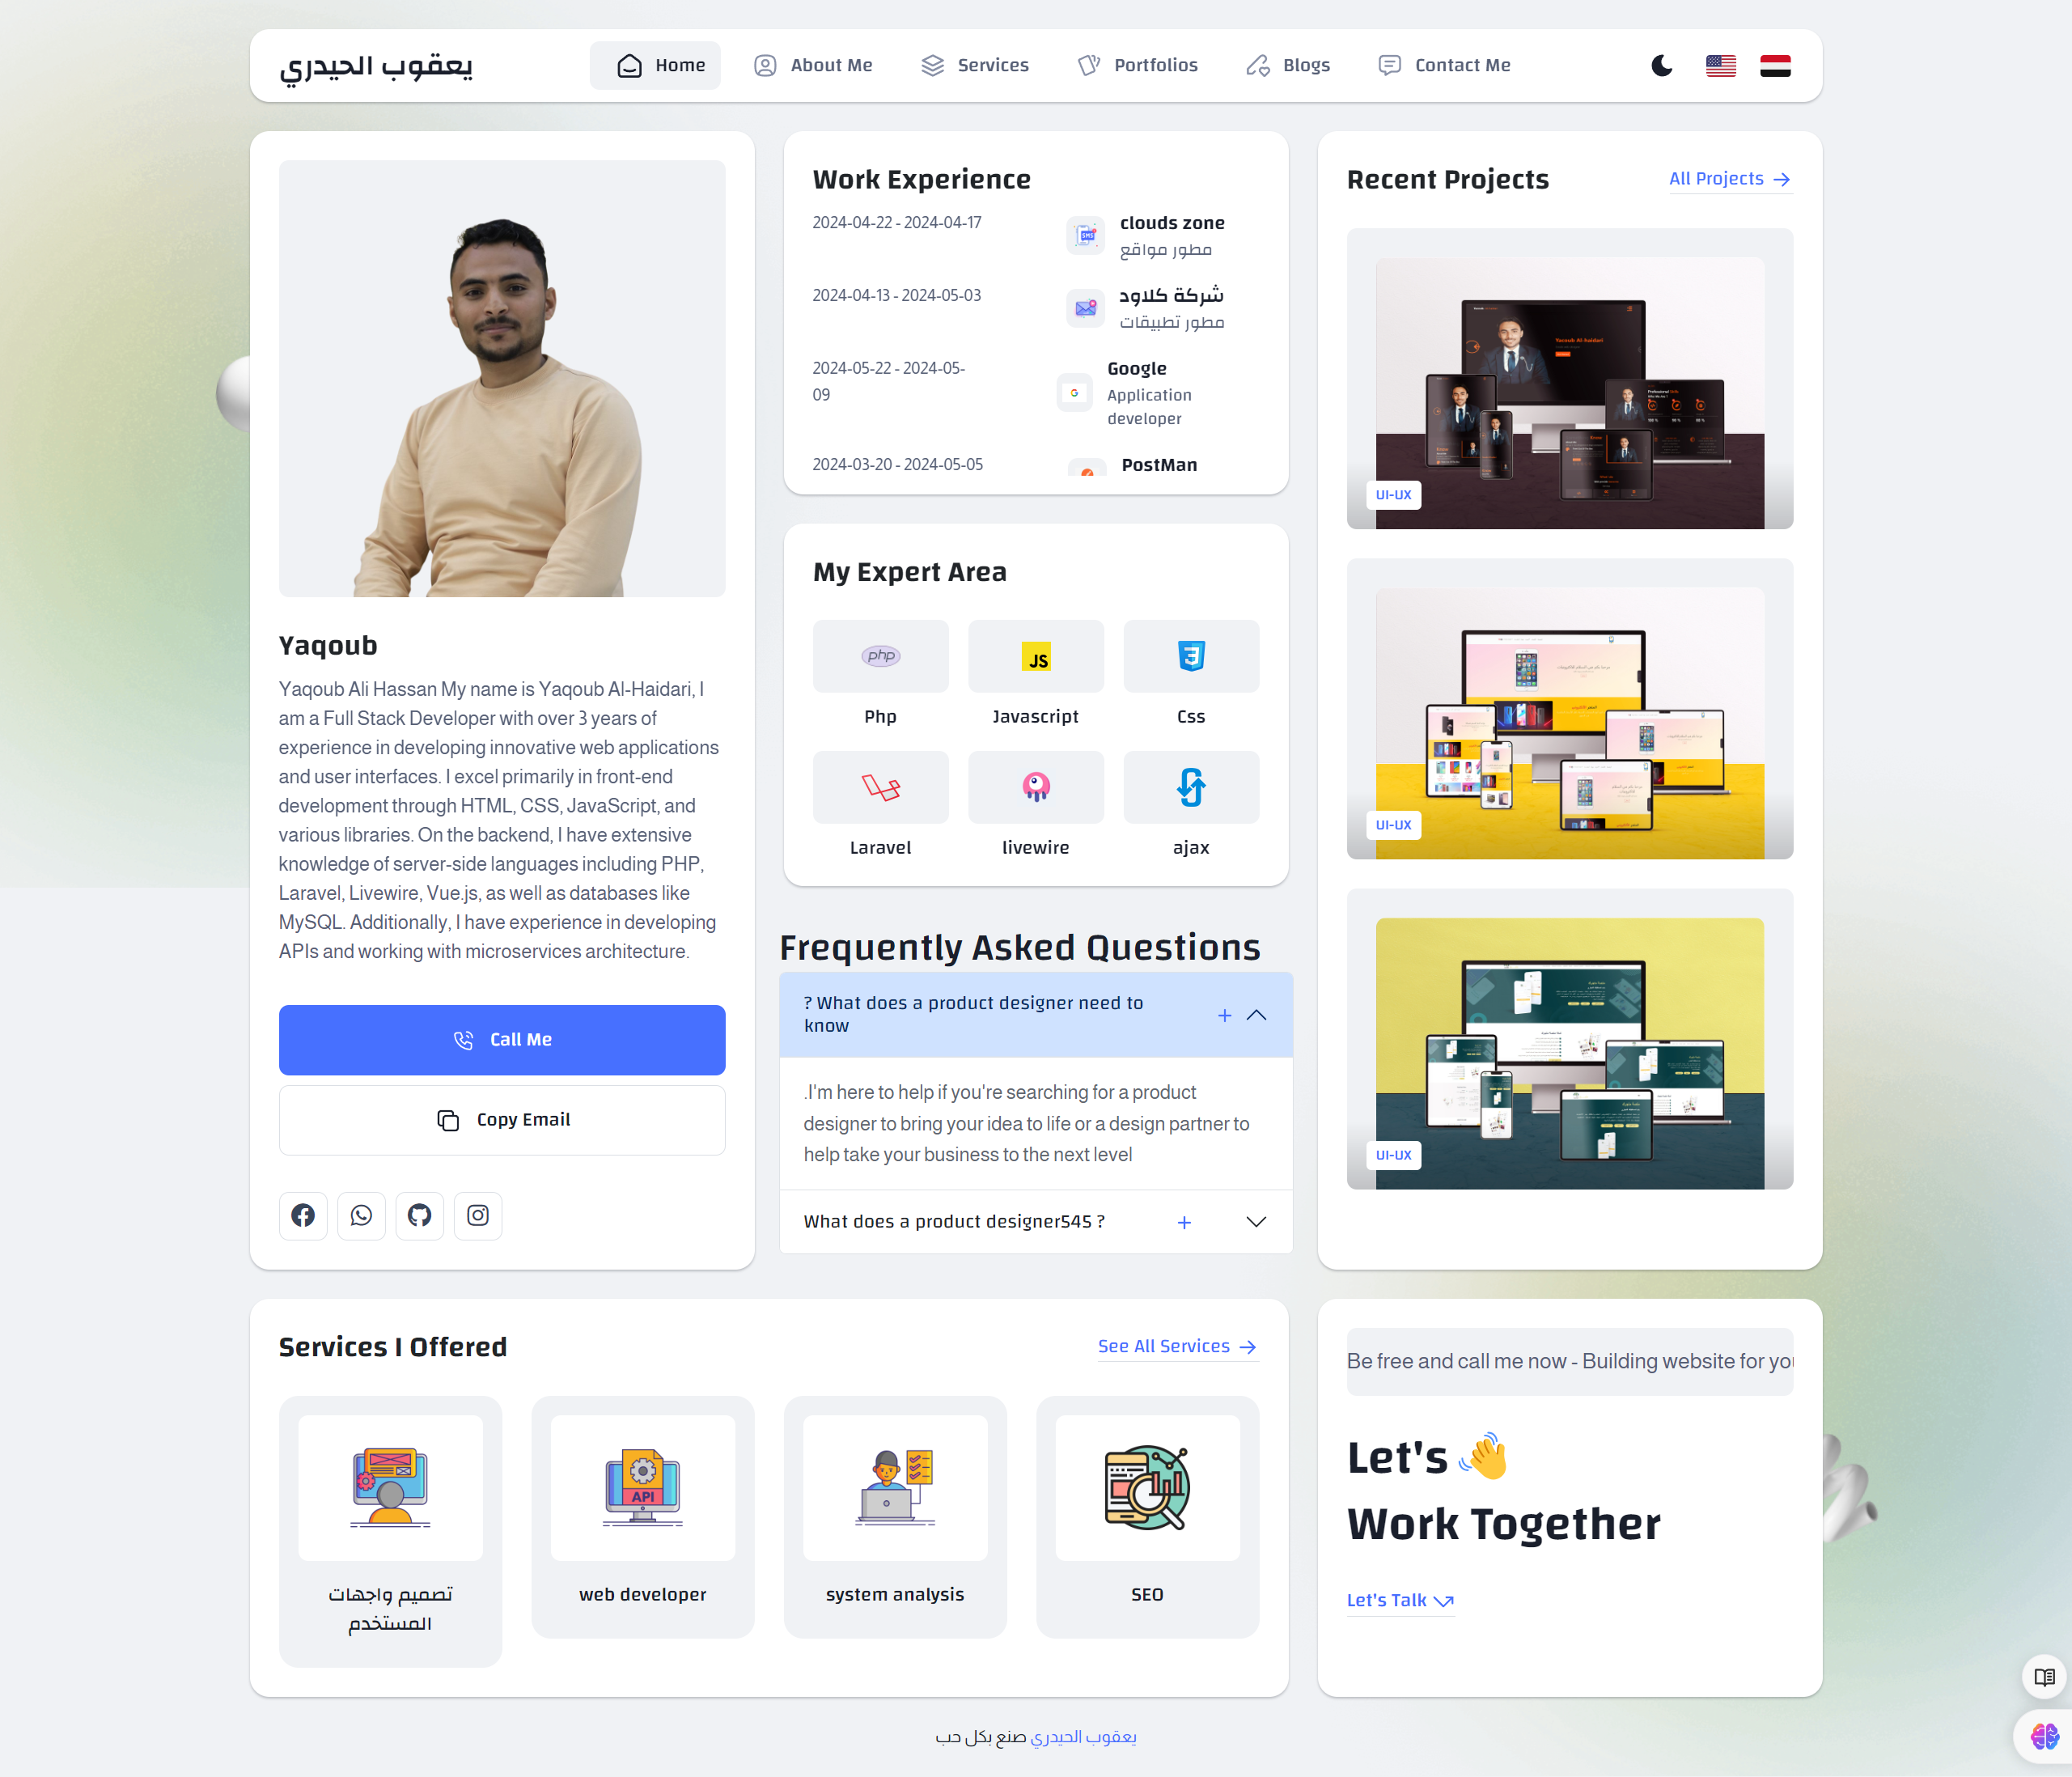 يعقوب الحيدري
Home
About Me
Services
Portfolios
Blogs
Contact Me
Yaqoub
Yaqoub Ali Hassan My name is Yaqoub Al-Haidari, I
am a Full Stack Developer with over 3 years of
experience in developing innovative web applications
and user interfaces. I excel primarily in front-end
development through HTML, CSS, JavaScript, and
various libraries. On the backend, I have extensive
knowledge of server-side languages including PHP,
Laravel, Livewire, Vue.js, as well as databases like
MySQL. Additionally, I have experience in developing
APIs and working with microservices architecture.
Call Me
Copy Email
Work Experience
2024-04-22 - 2024-04-17
clouds zone
مطور مواقع
2024-04-13 - 2024-05-03
شركة كلاود
مطور تطبيقات
2024-05-22 - 2024-05-
09
Google
Application
developer
2024-03-20 - 2024-05-05
PostMan
My Expert Area
php
JS
Php
Javascript
Css
Laravel
livewire
ajax
Frequently Asked Questions
? What does a product designer need to
know
.I'm here to help if you're searching for a product
designer to bring your idea to life or a design partner to
help take your business to the next level
What does a product designer545 ?
Recent Projects
All Projects
Yacoub Al-haidari
UI-UX
UI-UX
UI-UX
Services I Offered
See All Services
API
تصميم واجهات
المستخدم
web developer
system analysis
SEO
Be free and call me now - Building website for you
Let's
Work Together
Let's Talk
صنع بكل حب يعقوب الحيدري